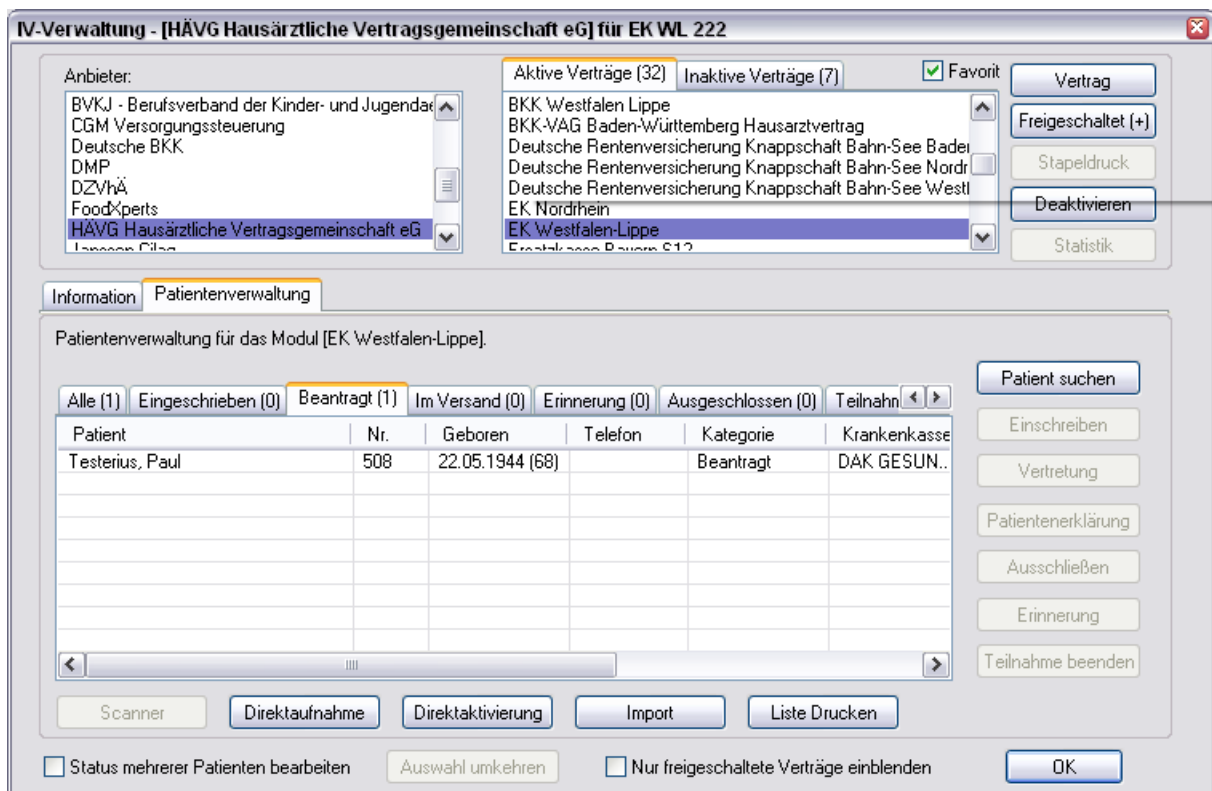 IV-Verwaltung - [HÄVG Hausärztliche Vertragsgemeinschaft eG] für EK WL 222
Anbieter:
BVKJ - Berufsverband der Kinder- und Jugendae
CGM Versorgungssteuerung
Deutsche BKK
DMP
DZVhÄ
FoodXperts
HÄVG Hausärztliche Vertragsgemeinschaft eG
Janssen Cilag
Aktive Verträge (32) Inaktive Verträge (7)
Favorit
BKK Westfalen Lippe
BKK-VAG Baden-Württemberg Hausarztvertrag
Deutsche Rentenversicherung Knappschaft Bahn-See Baden
Deutsche Rentenversicherung Knappschaft Bahn-See Nordr
Deutsche Rentenversicherung Knappschaft Bahn-See Westf
EK Nordrhein
EK Westfalen-Lippe
Ersatzkasse Bayern S12
Vertrag
Freigeschaltet (+)
Stapeldruck
Deaktivieren
Statistik
Information Patientenverwaltung
Patientenverwaltung für das Modul [EK Westfalen-Lippe].
Alle (1) Eingeschrieben (0) Beantragt (1) Im Versand (0) Erinnerung (0) Ausgeschlossen (0) Teilnahm
Patient Nr. Geboren Telefon Kategorie Krankenkasse
Testerius, Paul 508 22.05.1944 (68) Beantragt DAK GESUN...
Patient suchen
Einschreiben
Vertretung
Patientenerklärung
Ausschließen
Erinnerung
Teilnahme beenden
Scanner Direktaufnahme Direktaktivierung Import Liste Drucken
Status mehrerer Patienten bearbeiten Auswahl umkehren Nur freigeschaltete Verträge einblenden OK